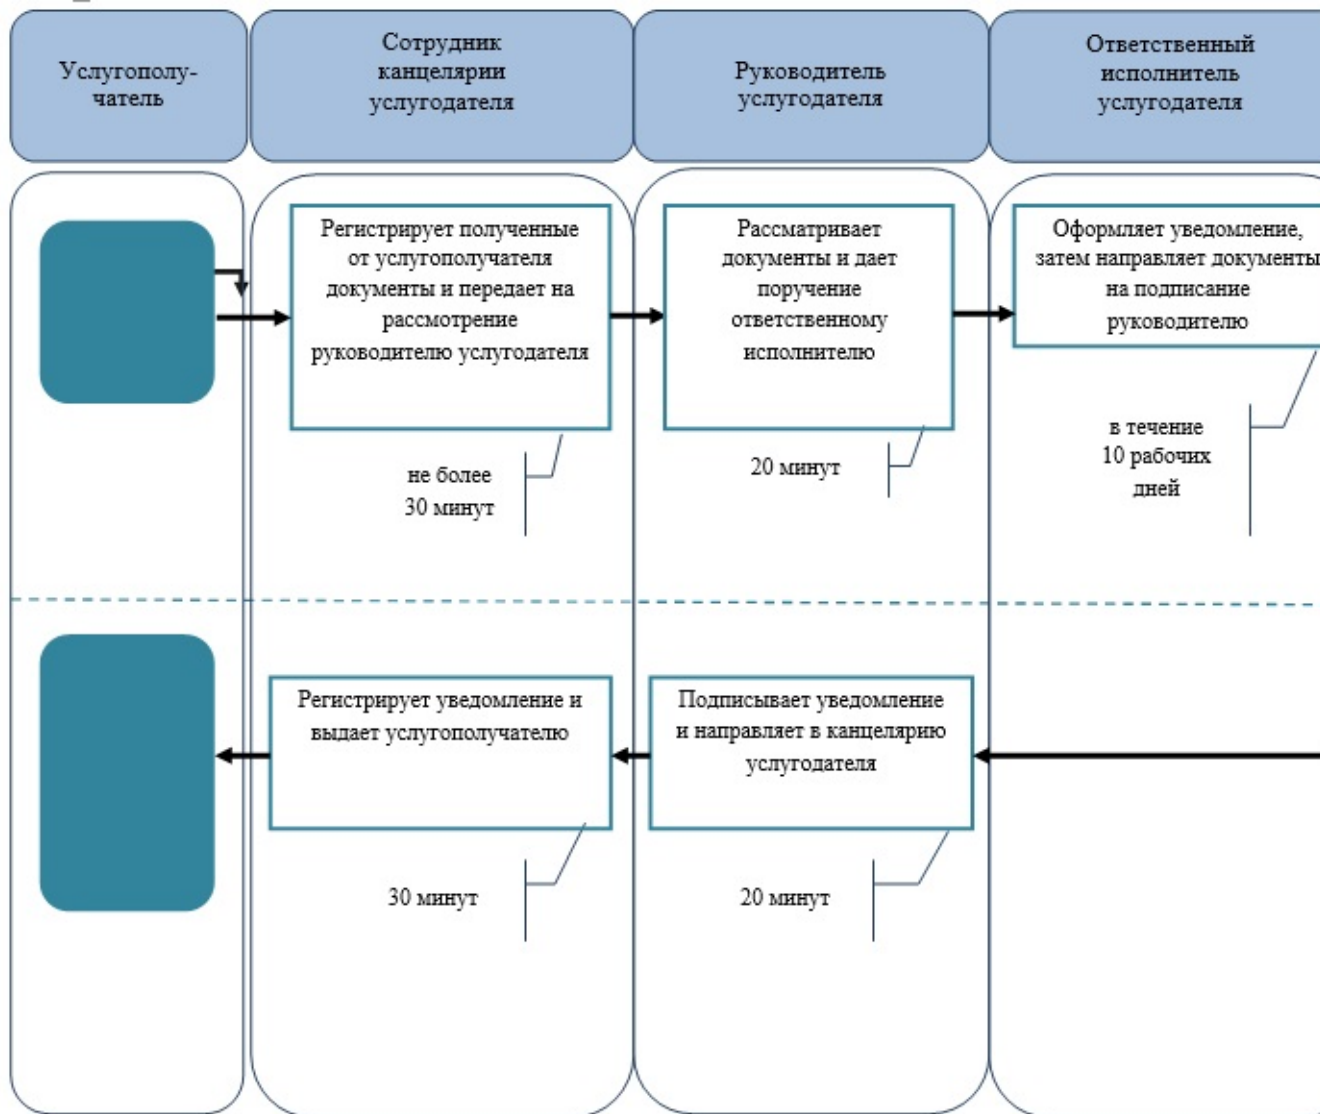 Услугополу-
чатель
Сотрудник
канцелярии
услугодателя
Руководитель
услугодателя
Ответственный
исполнитель
услугодателя
Регистрирует полученные
от услугополучателя
документы и передает на
рассмотрение
руководителю услугодателя
не более
30 минут
Рассматривает
документы и дает
поручение
ответственному
исполнителю
20 минут
Оформляет уведомление,
затем направляет документы
на подписание
руководителю
в течение
10 рабочих
дней
Регистрирует уведомление и
выдает услугополучателю
30 минут
Подписывает уведомление
и направляет в канцелярию
услугодателя
20 минут